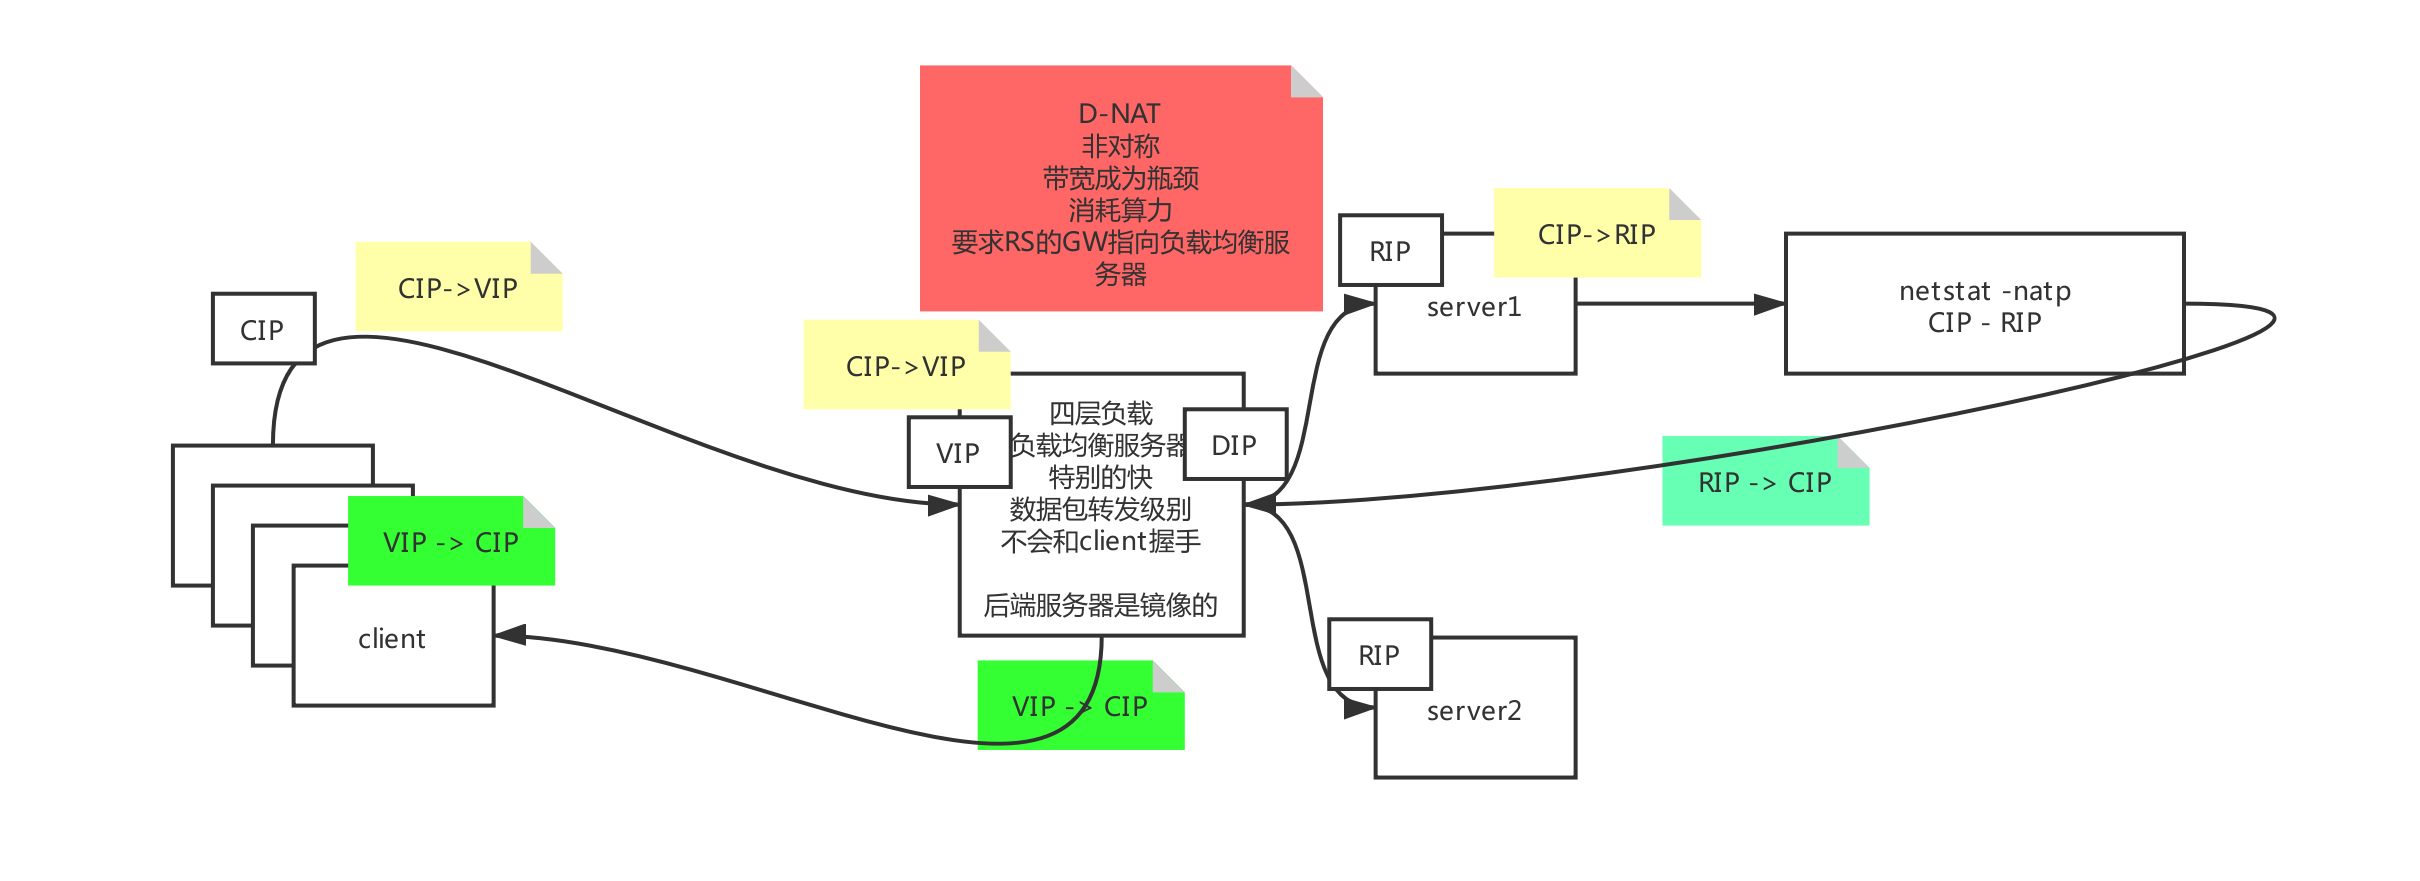 D-NAT
非对称
带宽成为瓶颈
消耗算力
要求RS的GW指向负载均衡服
务器
CIP->VIP
CIP
CIP->VIP
VIP
四层负载
负载均衡服务器
特别的快
数据包转发级别
不会和client握手
后端服务器是镜像的
DIP
RIP
CIP->RIP
server1
netstat -natp
CIP - RIP
RIP -> CIP
RIP
server2
VIP -> CIP
VIP -> CIP
client